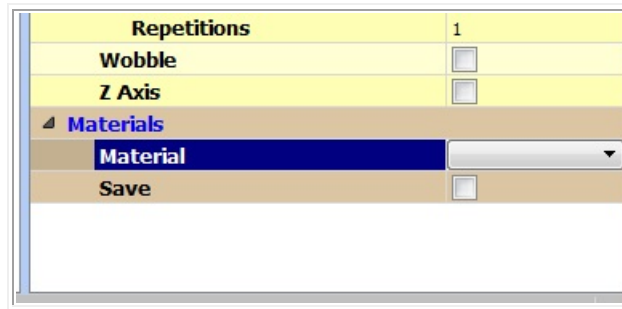 Repetitions 1
Wobble
Z Axis
Materials
Material
Save